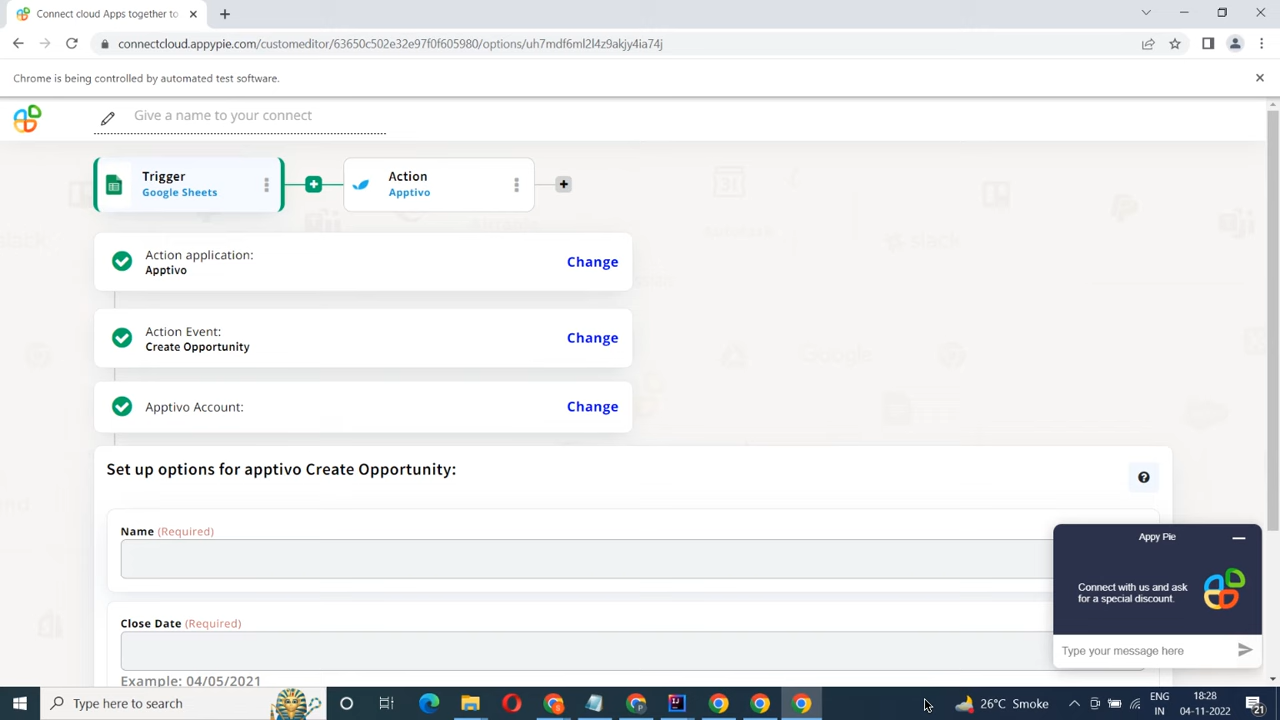 Connect cloud Apps together to
connectcloud.appypie.com/customeditor/63650c502e32e97f0f605980/options/uh7mdf6ml2l4z9akjy4ia74j
Chrome is being controlled by automated test software.
Give a name to your connect
Trigger
Google Sheets
Action
Apptivo
Action application:
Apptivo
Change
Action Event:
Create Opportunity
Change
Apptivo Account:
Change
Set up options for apptivo Create Opportunity:
Name (Required)
Close Date (Required)
Example: 04/05/2021
Appy Pie
Connect with us and ask
for a special discount.
Type your message here
Type here to search
26°C Smoke
ENG
IN
18:28
04-11-2022
21